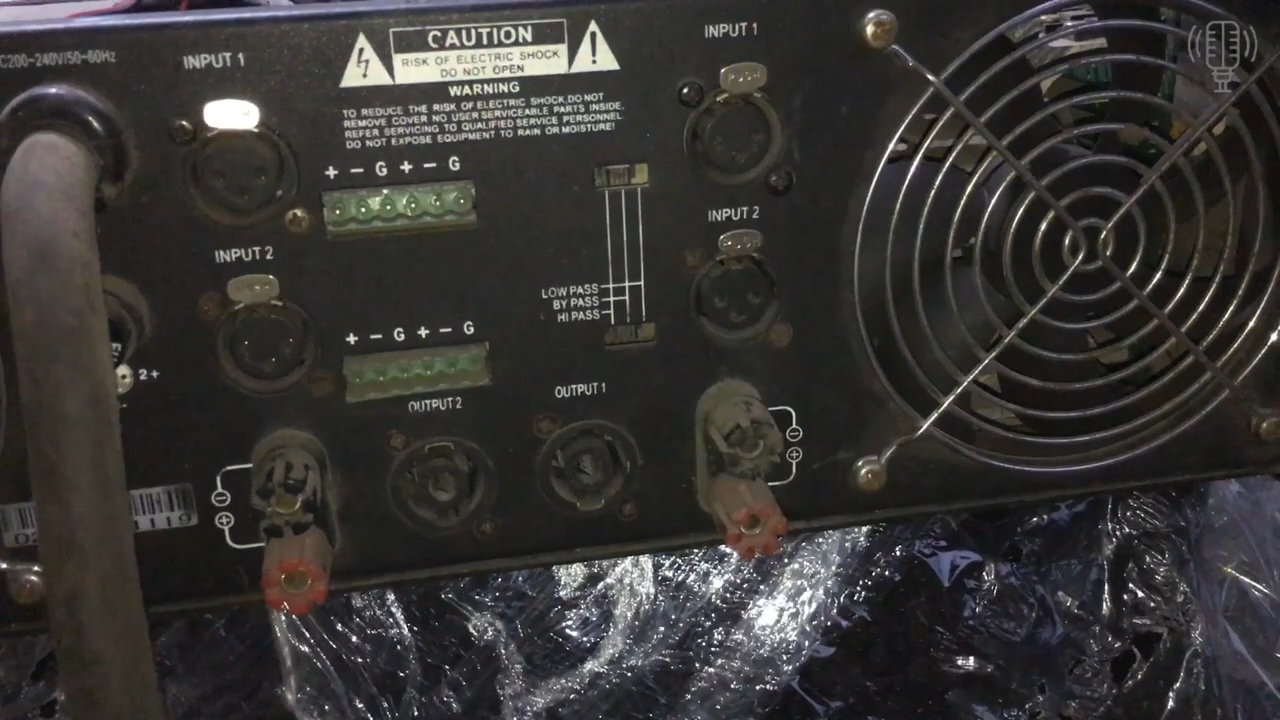 C200~240V/50-60Hz
INPUT 1
CAUTION
RISK OF ELECTRIC SHOCK
DO NOT OPEN
WARNING
TO REDUCE THE RISK OF ELECTRIC SHOCK,DO NOT
REMOVE COVER NO USER SERVICEABLE PARTS INSIDE.
REFER SERVICING TO QUALIFIED SERVICE PERSONNEL
DO NOT EXPOSE EQUIPMENT TO RAIN OR MOISTURE!
+ − G + − G
INPUT 1
PUSH
INPUT 2
PUSH
INPUT 2
PUSH
LOW PASS
BY PASS
HI PASS
+ − G + − G
2+
OUTPUT 2
OUTPUT 1
− +
− +